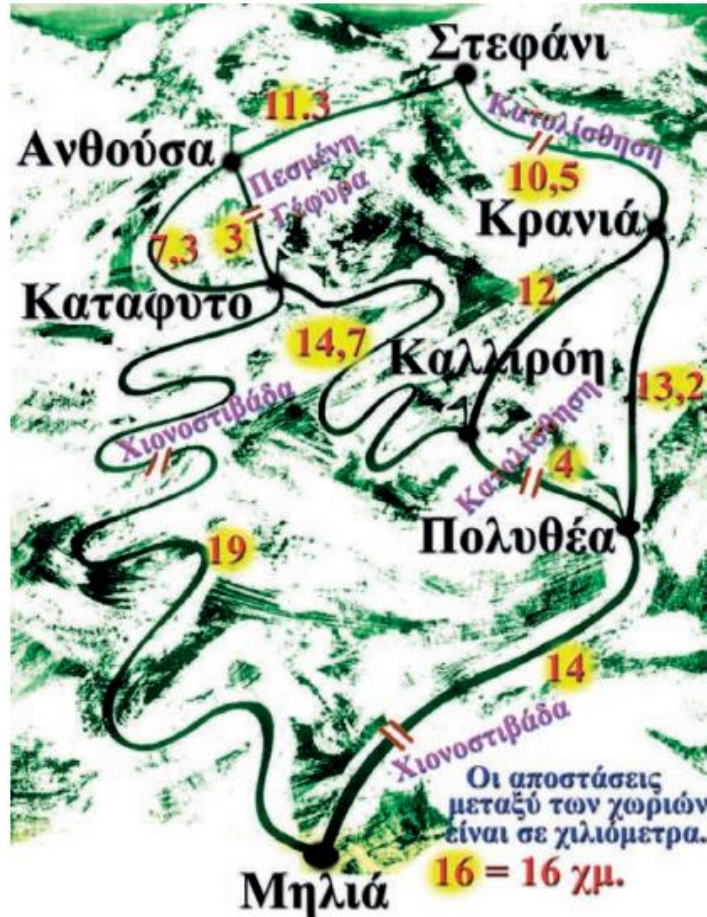 Στεφάνι
11.3
Κατολίσθηση
Ανθούσα
Πεσμένη
Γέφυρα
10,5
Κρανιά
7,3
3
Καταφυτο
12
14,7
Καλλιρόη
13,2
Χιονοστιβάδα
Κατολίσθηση
4
Πολυθέα
19
14
Χιονοστιβάδα
Οι αποστάσεις
μεταξύ των χωριών
είναι σε χιλιόμετρα.
16 = 16 χμ.
Μηλιά